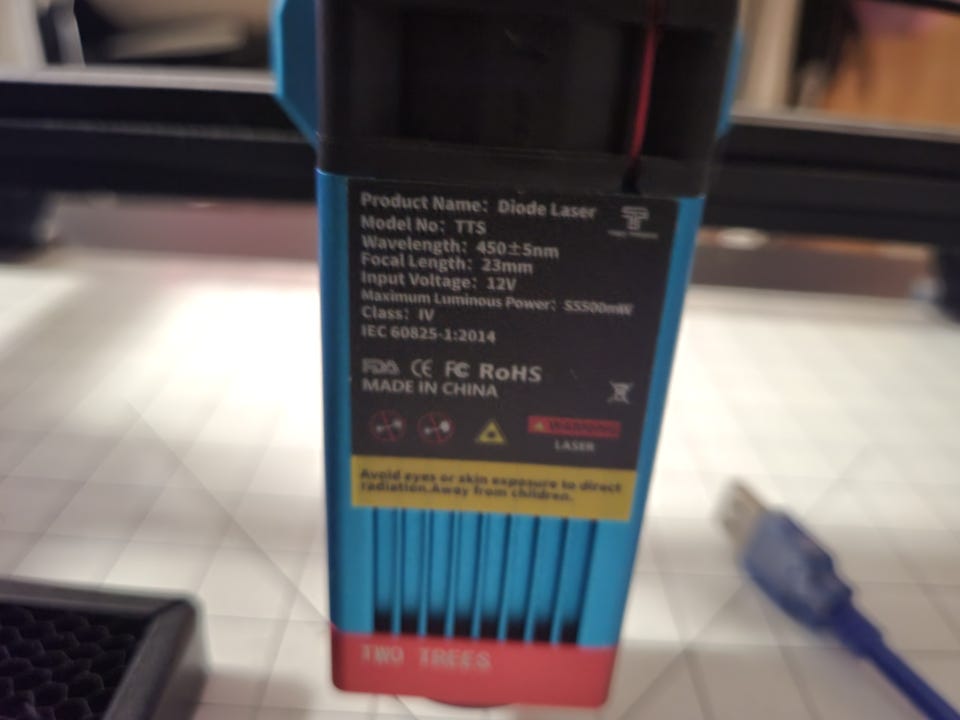 Product Name: Diode Laser
Model No: TTS
Wavelength: 450±5nm
Focal Length: 23mm
Input Voltage: 12V
Maximum Luminous Power: 5500mW
Class: IV
IEC 60825-1:2014
FDA CE FC RoHS
MADE IN CHINA
WARNING
LASER
Avoid eyes or skin exposure to direct
radiation.Away from children.
TWO TREES